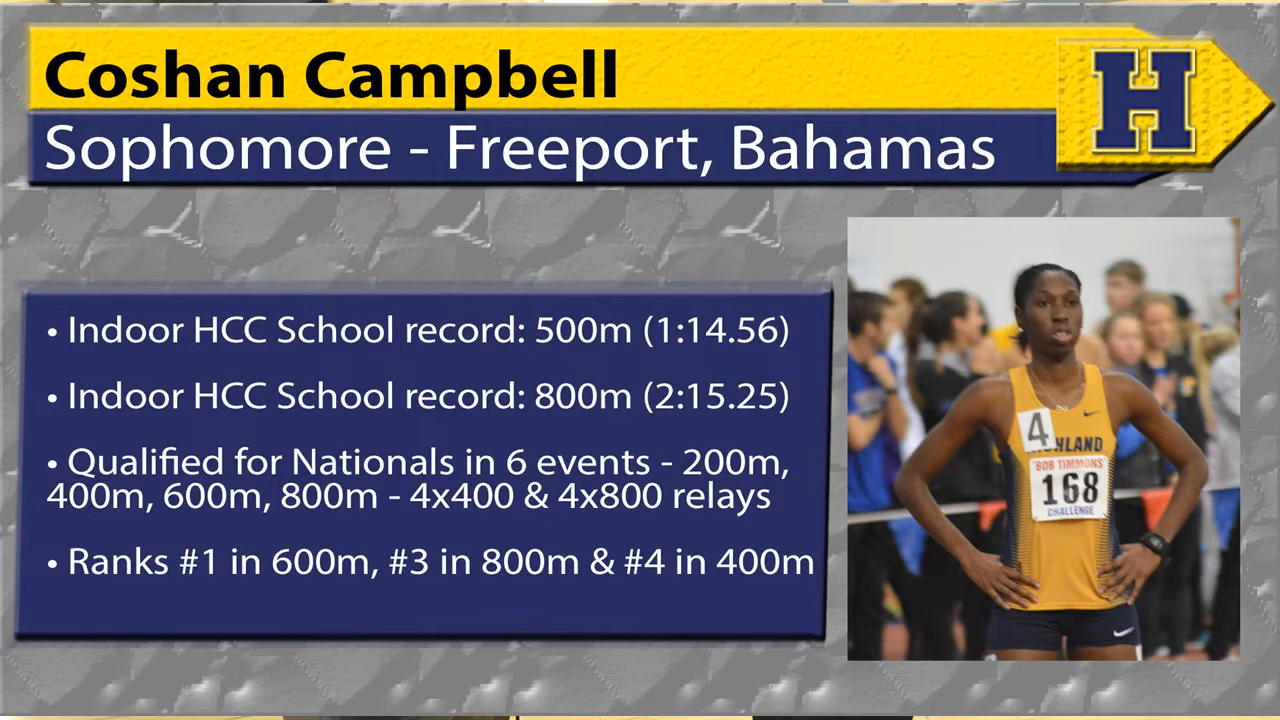 Coshan Campbell
H
Sophomore - Freeport, Bahamas
• Indoor HCC School record: 500m (1:14.56)
• Indoor HCC School record: 800m (2:15.25)
• Qualified for Nationals in 6 events - 200m,
400m, 600m, 800m - 4x400 & 4x800 relays
• Ranks #1 in 600m, #3 in 800m & #4 in 400m
4
HLAND
BOB TIMMONS
168
CHALLENGE